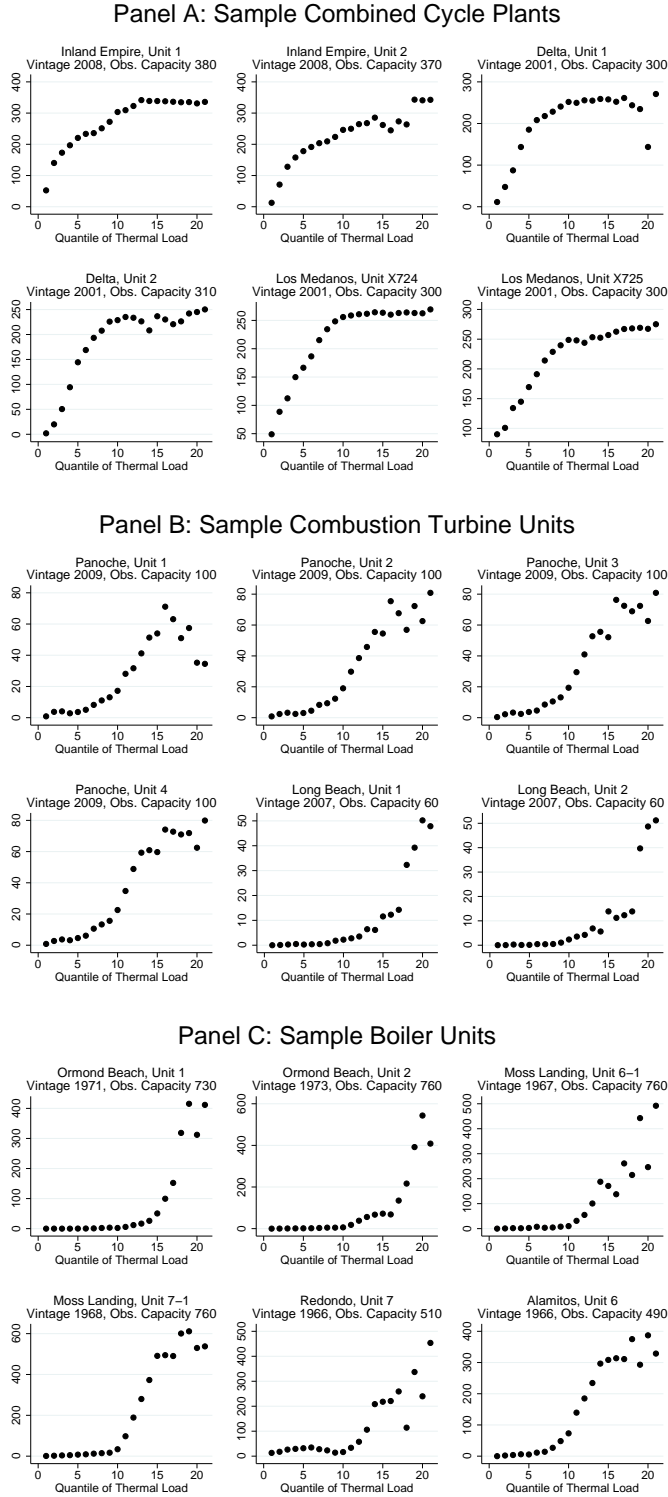 Panel A: Sample Combined Cycle Plants
Inland Empire, Unit 1
Vintage 2008, Obs. Capacity 380
0 100 200 300 400
0 5 10 15 20
Quantile of Thermal Load
Inland Empire, Unit 2
Vintage 2008, Obs. Capacity 370
0 100 200 300 400
0 5 10 15 20
Quantile of Thermal Load
Delta, Unit 1
Vintage 2001, Obs. Capacity 300
0 100 200 300
0 5 10 15 20
Quantile of Thermal Load
Delta, Unit 2
Vintage 2001, Obs. Capacity 310
0 50 100 150 200 250
0 5 10 15 20
Quantile of Thermal Load
Los Medanos, Unit X724
Vintage 2001, Obs. Capacity 300
50 100 150 200 250
0 5 10 15 20
Quantile of Thermal Load
Los Medanos, Unit X725
Vintage 2001, Obs. Capacity 300
100 150 200 250 300
0 5 10 15 20
Quantile of Thermal Load
Panel B: Sample Combustion Turbine Units
Panoche, Unit 1
Vintage 2009, Obs. Capacity 100
0 20 40 60 80
0 5 10 15 20
Quantile of Thermal Load
Panoche, Unit 2
Vintage 2009, Obs. Capacity 100
0 20 40 60 80
0 5 10 15 20
Quantile of Thermal Load
Panoche, Unit 3
Vintage 2009, Obs. Capacity 100
0 20 40 60 80
0 5 10 15 20
Quantile of Thermal Load
Panoche, Unit 4
Vintage 2009, Obs. Capacity 100
0 20 40 60 80
0 5 10 15 20
Quantile of Thermal Load
Long Beach, Unit 1
Vintage 2007, Obs. Capacity 60
0 10 20 30 40 50
0 5 10 15 20
Quantile of Thermal Load
Long Beach, Unit 2
Vintage 2007, Obs. Capacity 60
0 10 20 30 40 50
0 5 10 15 20
Quantile of Thermal Load
Panel C: Sample Boiler Units
Ormond Beach, Unit 1
Vintage 1971, Obs. Capacity 730
0 100 200 300 400
0 5 10 15 20
Quantile of Thermal Load
Ormond Beach, Unit 2
Vintage 1973, Obs. Capacity 760
0 200 400 600
0 5 10 15 20
Quantile of Thermal Load
Moss Landing, Unit 6−1
Vintage 1967, Obs. Capacity 760
0 100 200 300 400 500
0 5 10 15 20
Quantile of Thermal Load
Moss Landing, Unit 7−1
Vintage 1968, Obs. Capacity 760
0 200 400 600
0 5 10 15 20
Quantile of Thermal Load
Redondo, Unit 7
Vintage 1966, Obs. Capacity 510
0 100 200 300 400 500
0 5 10 15 20
Quantile of Thermal Load
Alamitos, Unit 6
Vintage 1966, Obs. Capacity 490
0 100 200 300 400
0 5 10 15 20
Quantile of Thermal Load